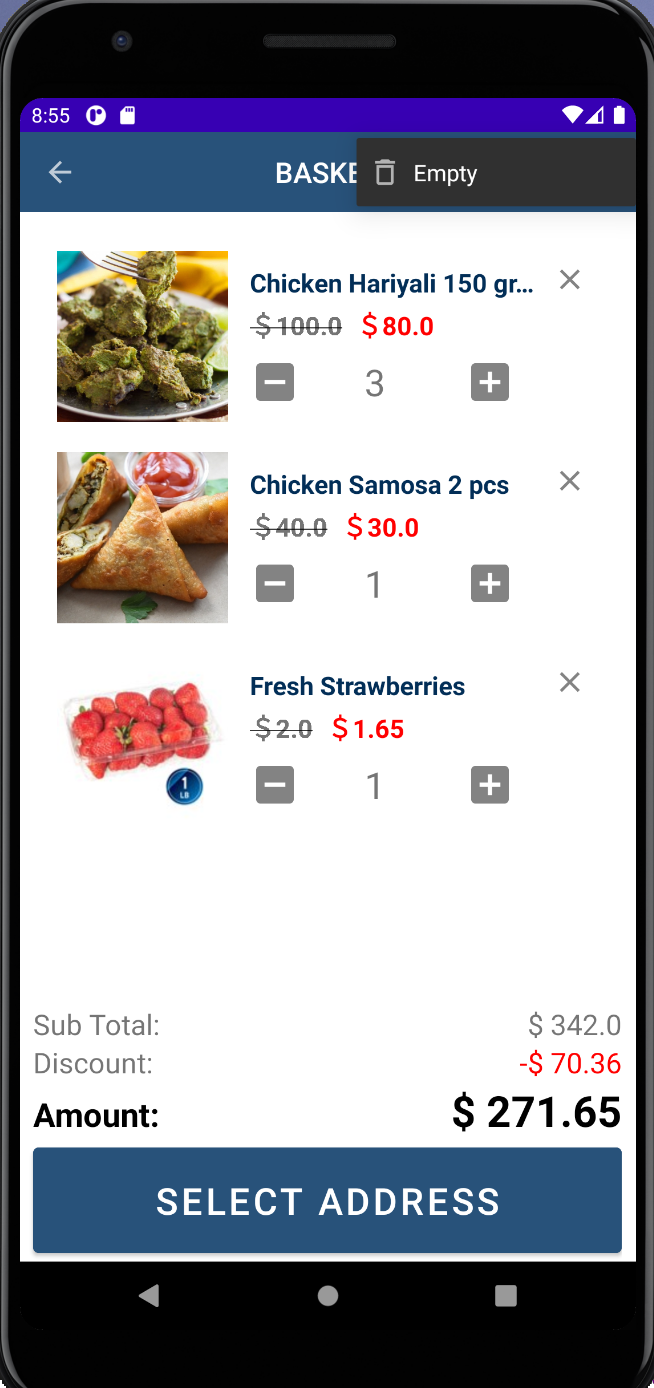 8:55
BASKE
Empty
Chicken Hariyali 150 gr...
$ 100.0 $ 80.0
3
Chicken Samosa 2 pcs
$ 40.0 $ 30.0
1
Fresh Strawberries
$ 2.0 $ 1.65
1 LB
1
Sub Total: $ 342.0
Discount: -$ 70.36
Amount: $ 271.65
SELECT ADDRESS